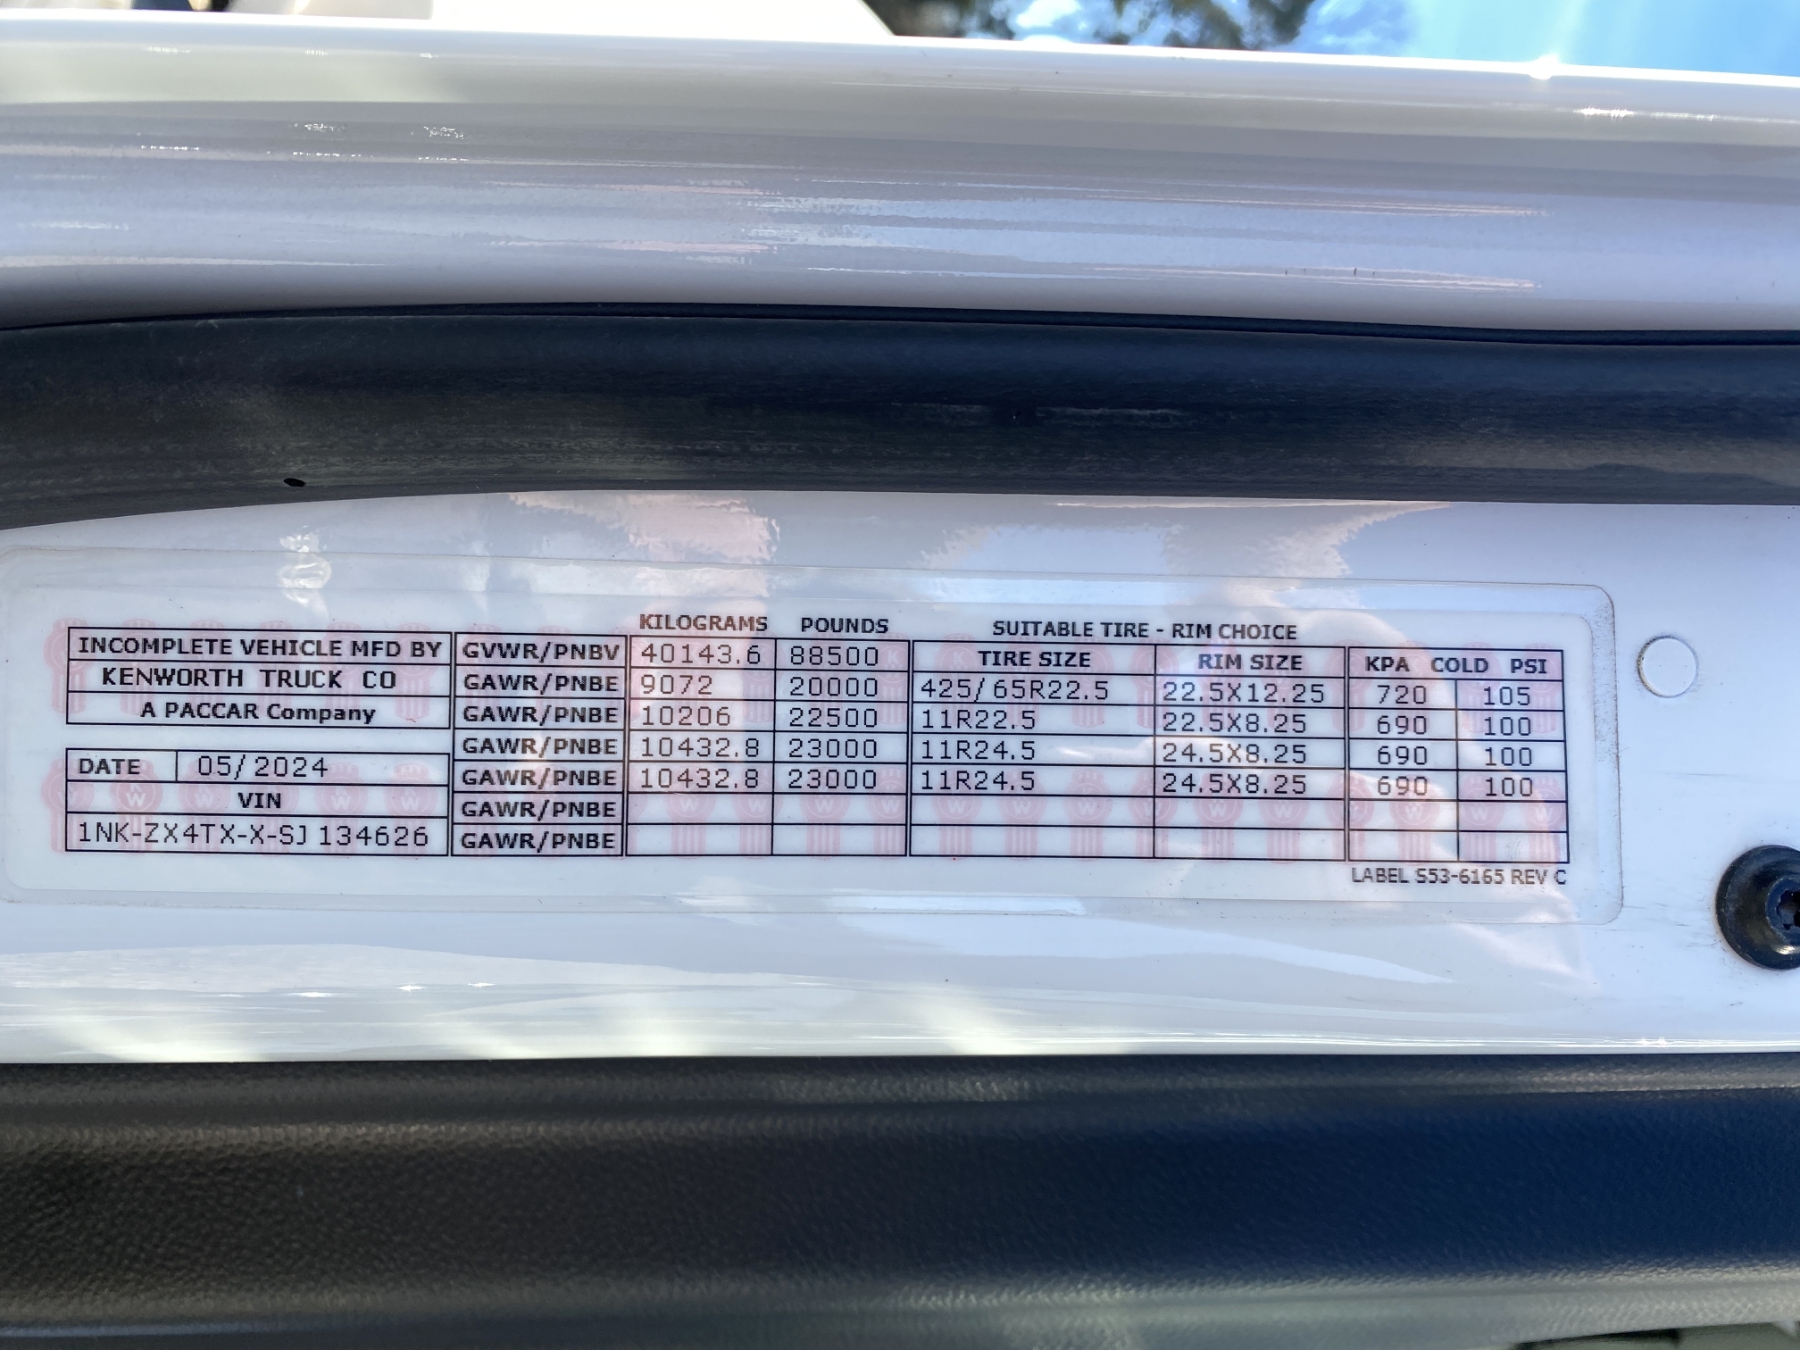 KILOGRAMS POUNDS SUITABLE TIRE - RIM CHOICE
INCOMPLETE VEHICLE MFD BY GVWR/PNBV 40143.6 88500 TIRE SIZE RIM SIZE KPA COLD PSI
KENWORTH TRUCK CO GAWR/PNBE 9072 20000 425/65R22.5 22.5X12.25 720 105
A PACCAR Company GAWR/PNBE 10206 22500 11R22.5 22.5X8.25 690 100
GAWR/PNBE 10432.8 23000 11R24.5 24.5X8.25 690 100
DATE 05/2024 GAWR/PNBE 10432.8 23000 11R24.5 24.5X8.25 690 100
VIN GAWR/PNBE
1NK-ZX4TX-X-SJ 134626 GAWR/PNBE
LABEL S53-6165 REV C